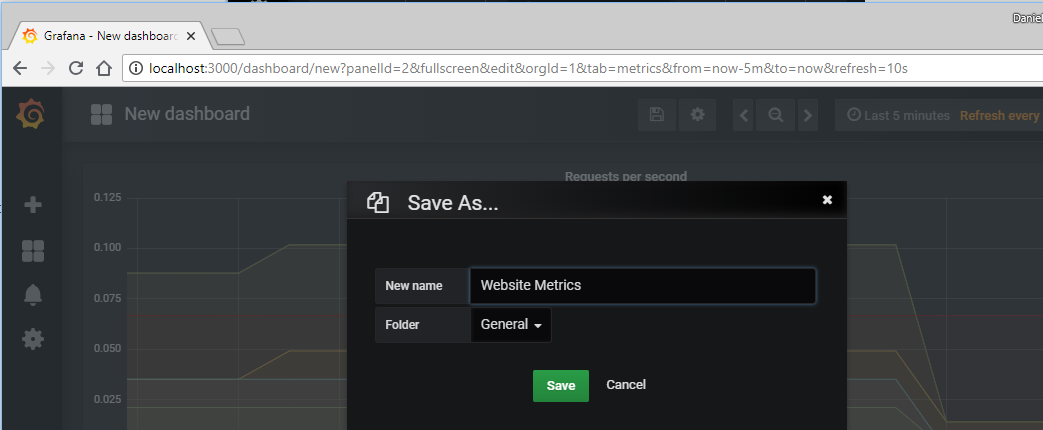 Daniel
Grafana - New dashboard
localhost:3000/dashboard/new?panelId=2&fullscreen&edit&orgId=1&tab=metrics&from=now-5m&to=now&refresh=10s
New dashboard
Last 5 minutes Refresh every
Requests per second
0.125
Save As...
0.100
New name Website Metrics
0.075
Folder General
0.050
Save Cancel
0.025